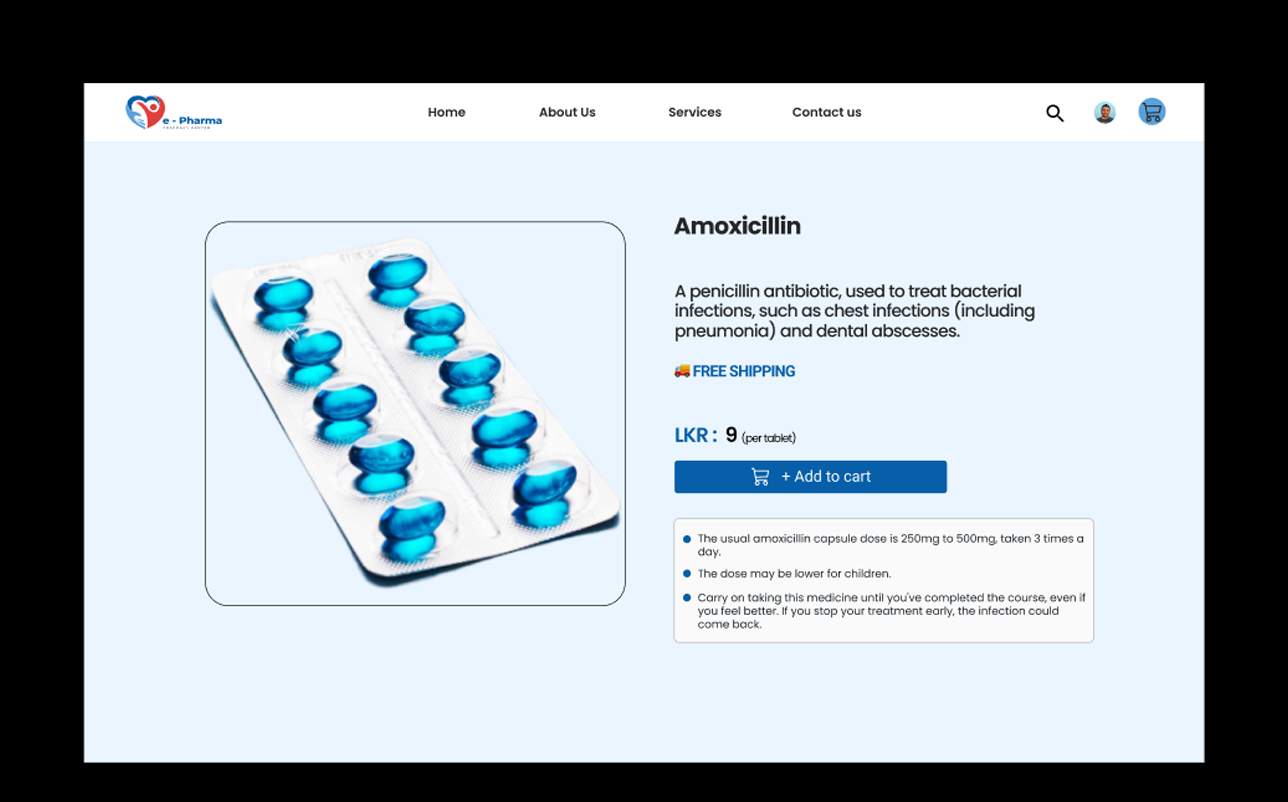 e - Pharma
Home
About Us
Services
Contact us
Amoxicillin
A penicillin antibiotic, used to treat bacterial
infections, such as chest infections (including
pneumonia) and dental abscesses.
FREE SHIPPING
LKR : 9 (per tablet)
+ Add to cart
The usual amoxicillin capsule dose is 250mg to 500mg, taken 3 times a
day.
The dose may be lower for children.
Carry on taking this medicine until you've completed the course, even if
you feel better. If you stop your treatment early, the infection could
come back.